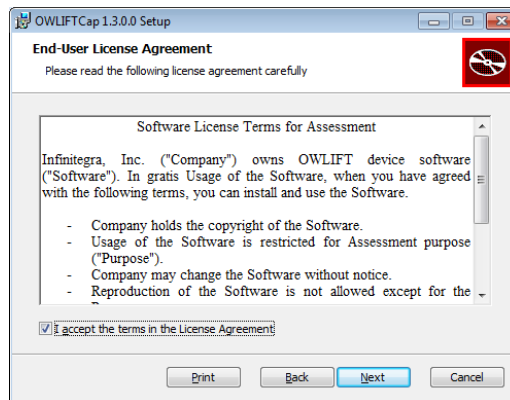 OWLIFTCap 1.3.0.0 Setup
End-User License Agreement
Please read the following license agreement carefully
Software License Terms for Assessment
Infinitegra, Inc. ("Company") owns OWLIFT device software
("Software"). In gratis Usage of the Software, when you have agreed
with the following terms, you can install and use the Software.
- Company holds the copyright of the Software.
- Usage of the Software is restricted for Assessment purpose
("Purpose").
- Company may change the Software without notice.
- Reproduction of the Software is not allowed except for the
I accept the terms in the License Agreement
Print Back Next Cancel